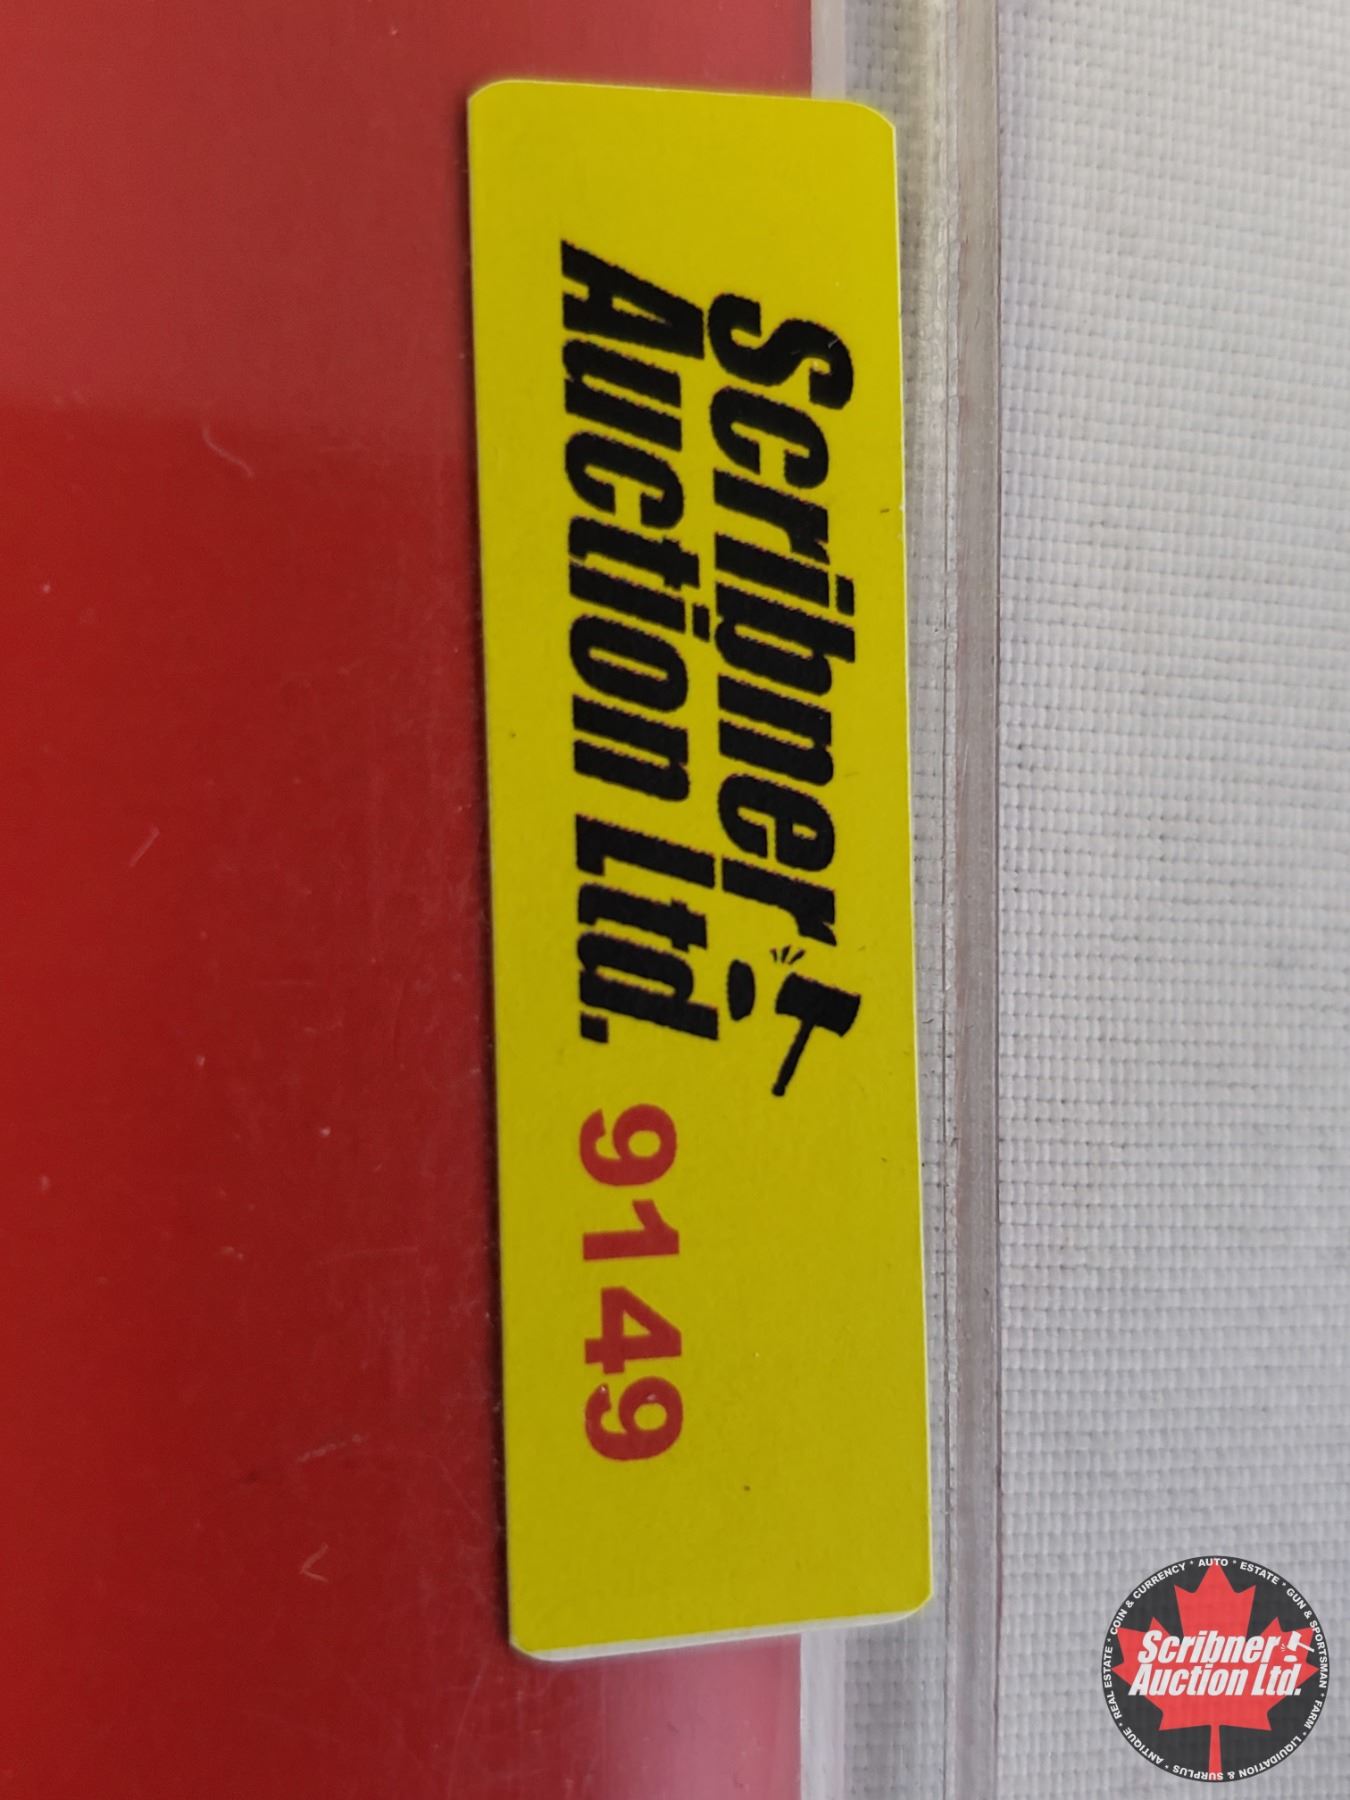 Scribner
Auction Ltd. 9149
REAL ESTATE * COIN & CURRENCY * AUTO * ESTATE * GUN & SPORTSMAN * FARM * LIQUIDATION & SURPLUS * ANTIQUE *
Scribner
Auction Ltd.